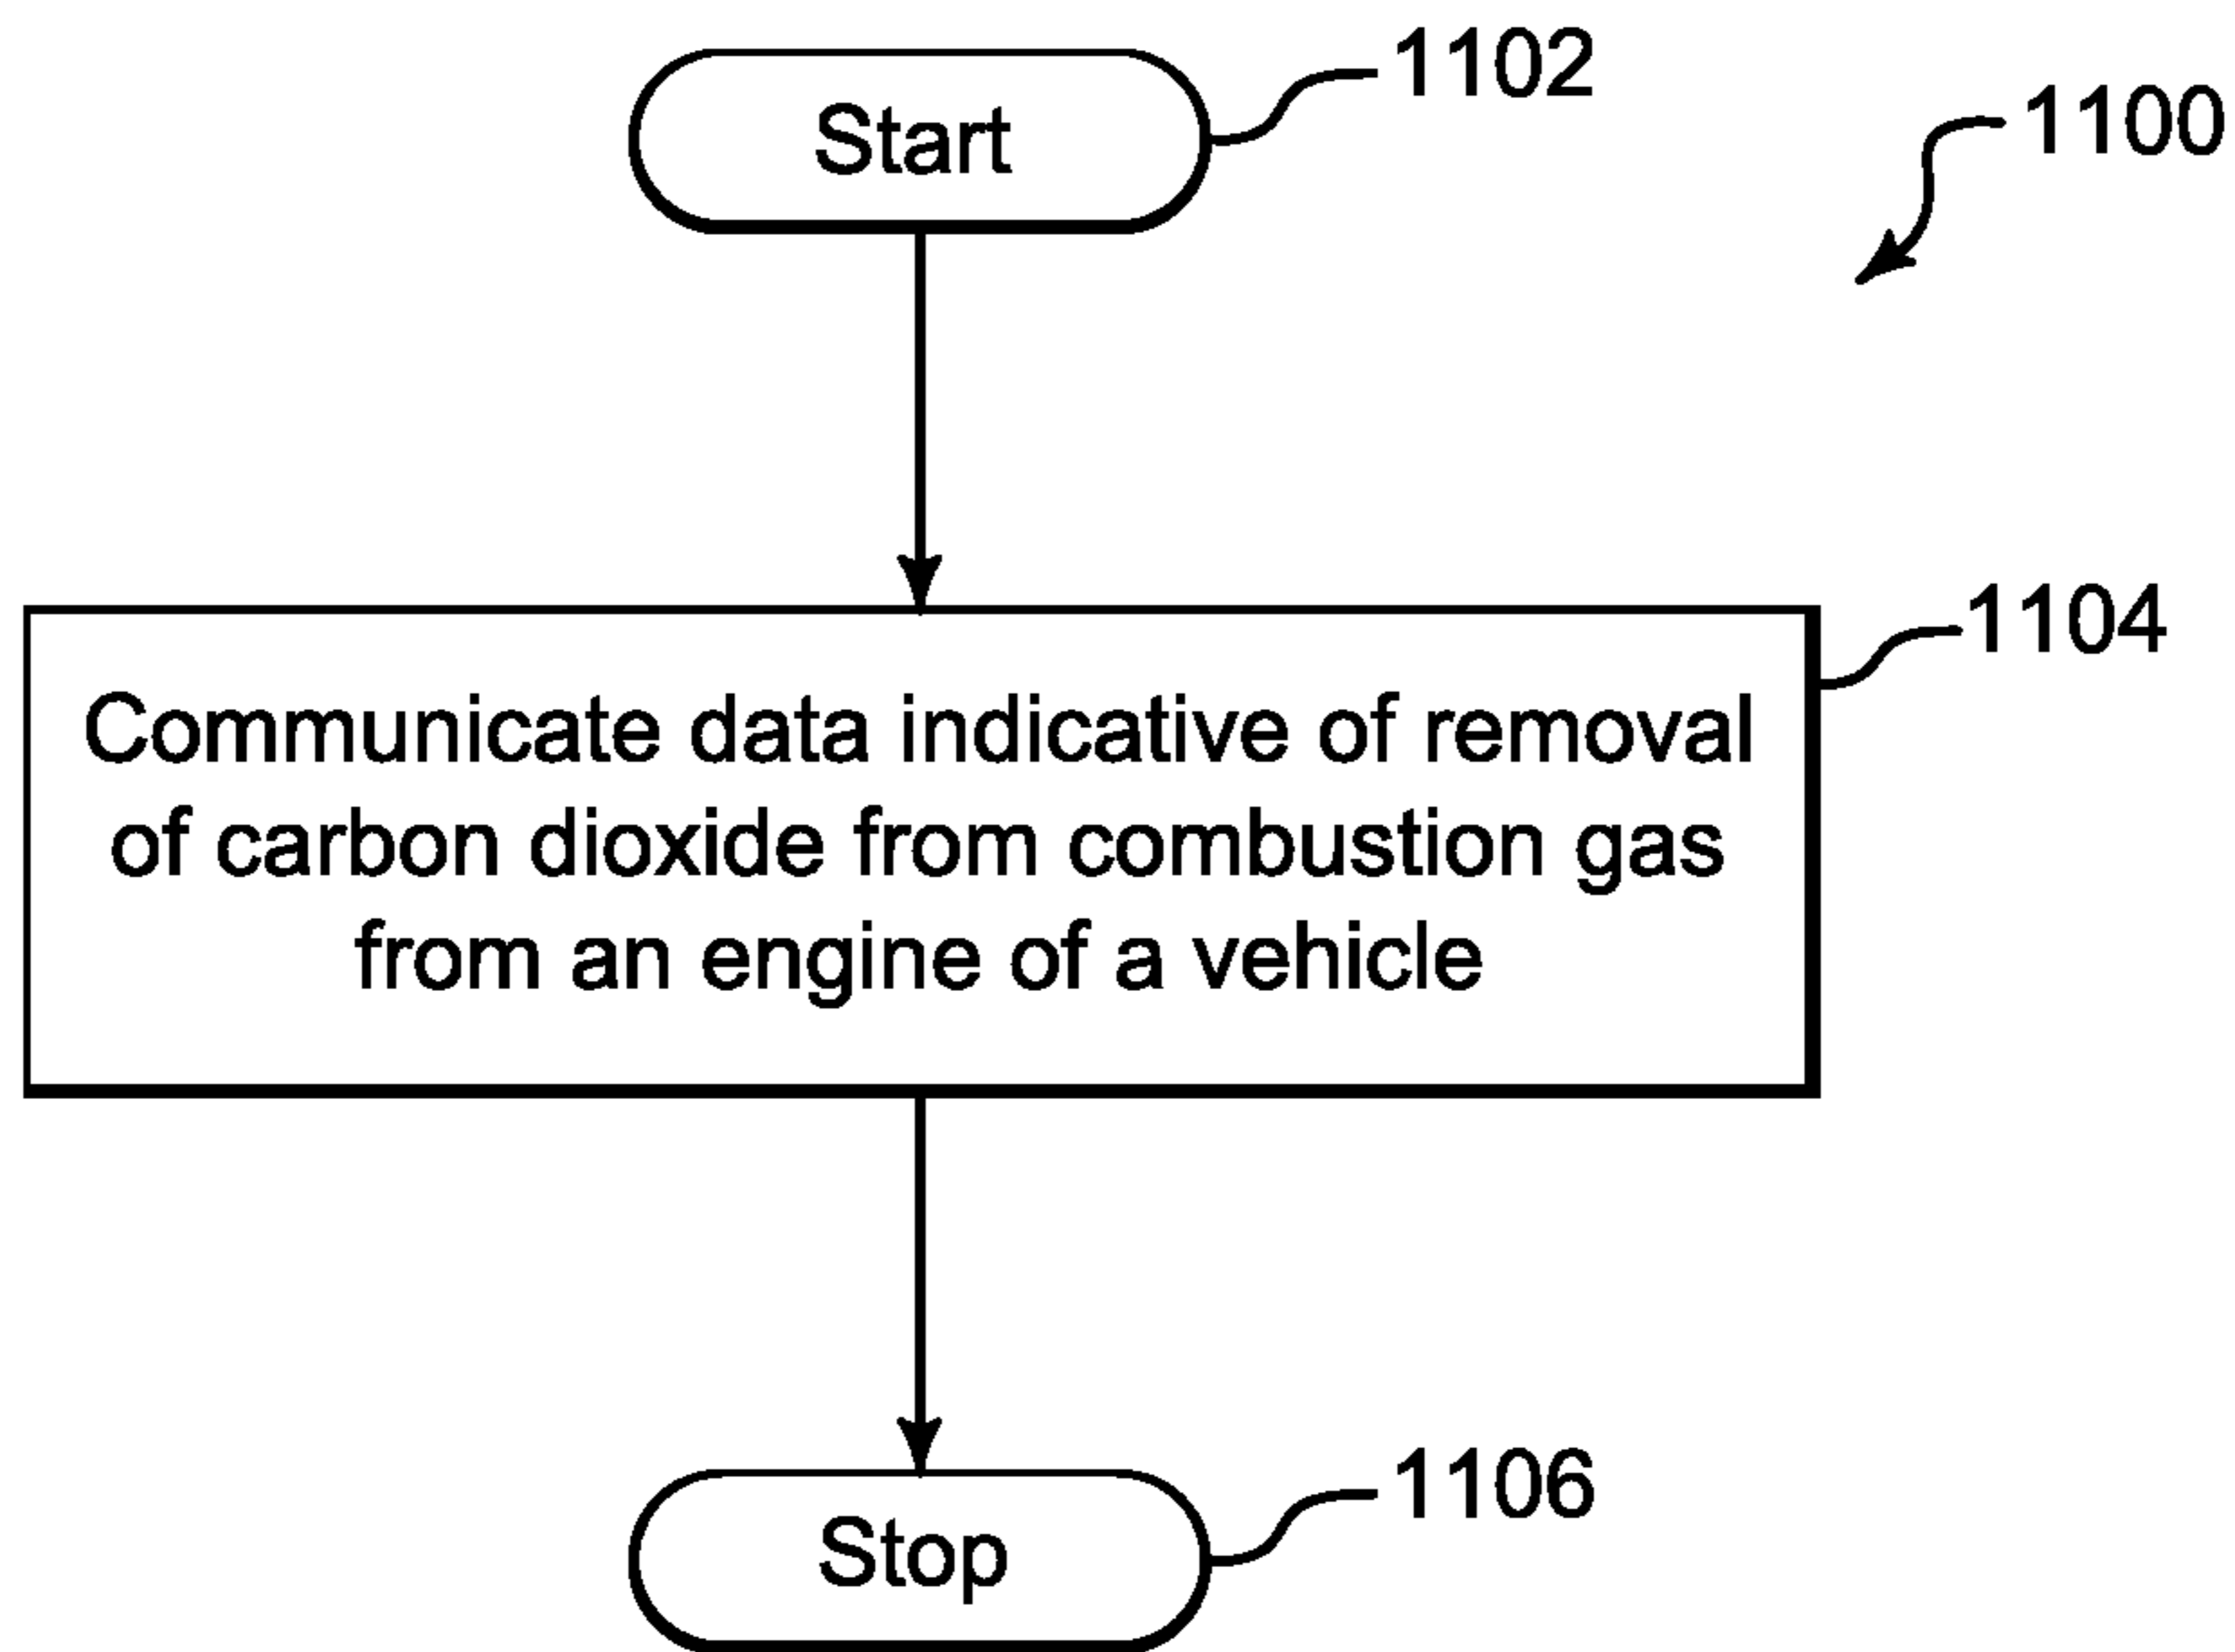 Start
1102
1100
Communicate data indicative of removal
of carbon dioxide from combustion gas
from an engine of a vehicle
1104
Stop
1106